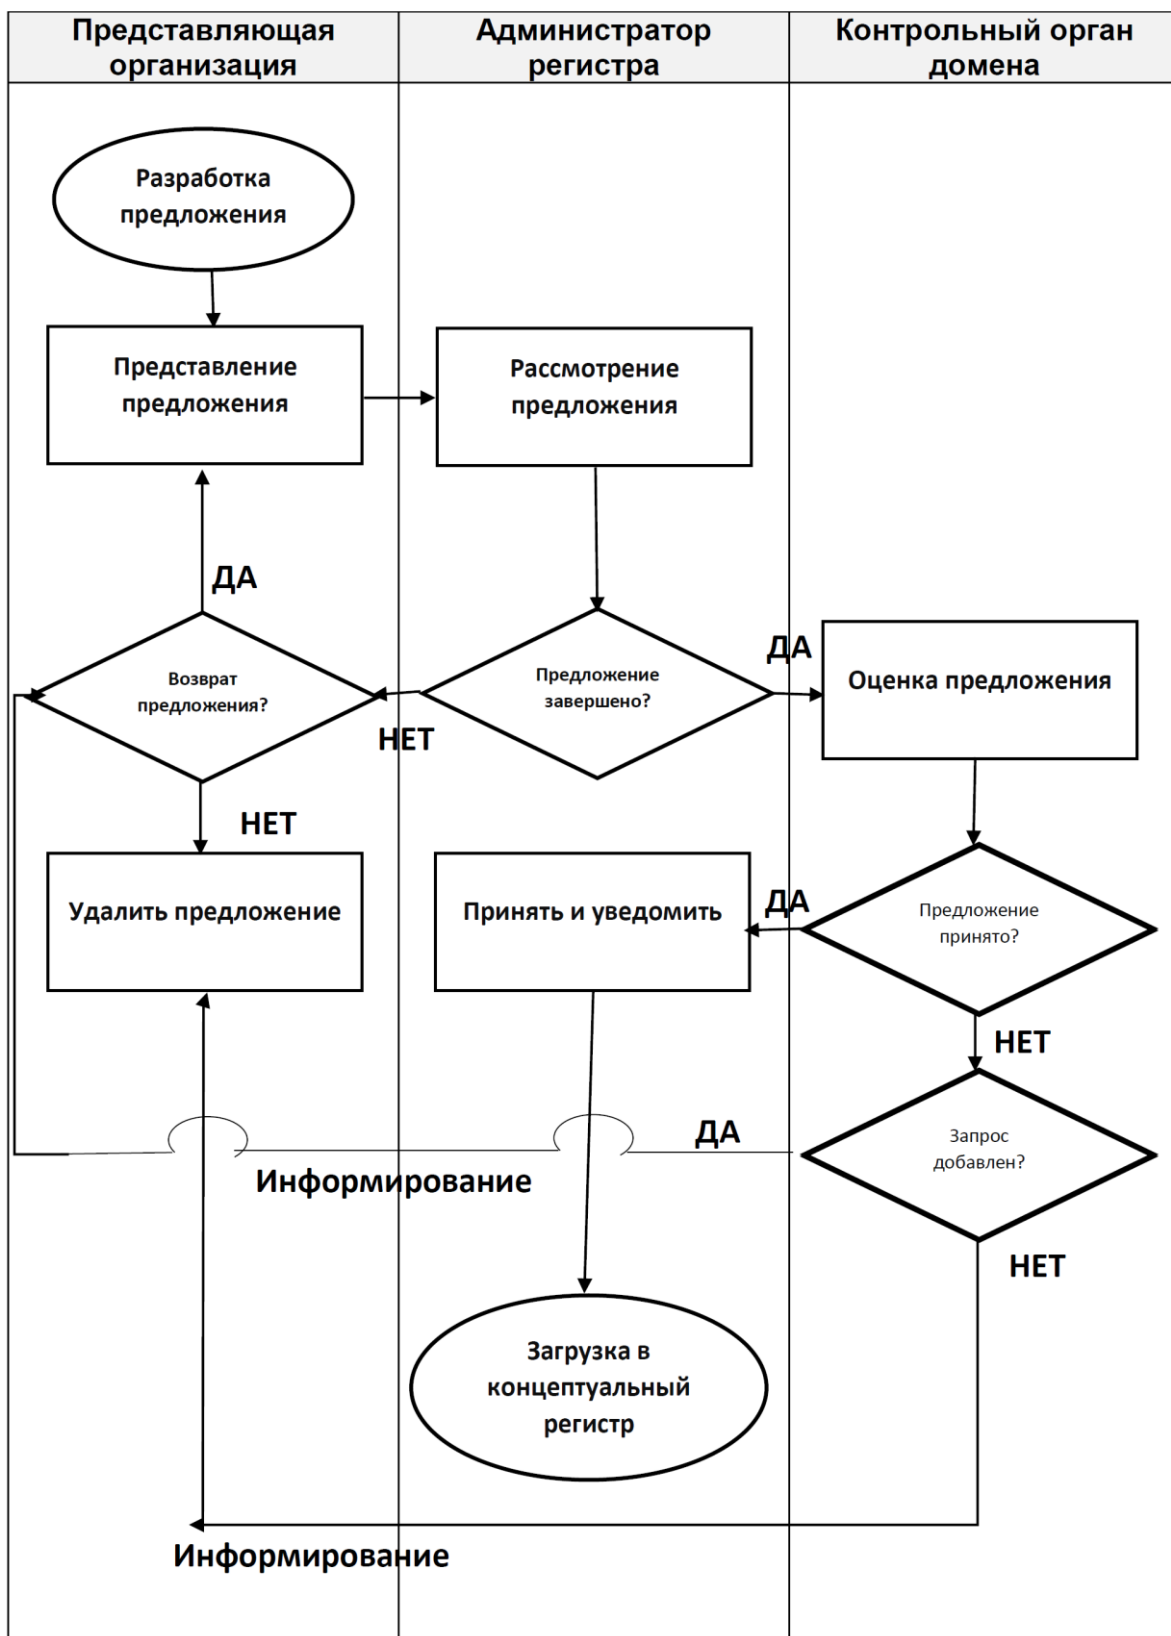 Представляющая
организация
Администратор
регистра
Контрольный орган
домена
Разработка
предложения
Представление
предложения
Рассмотрение
предложения
ДА
Возврат
предложения?
НЕТ
Предложение
завершено?
ДА
Оценка предложения
НЕТ
Удалить предложение
Принять и уведомить
ДА
Предложение
принято?
НЕТ
ДА
Запрос
добавлен?
Информирование
НЕТ
Загрузка в
концептуальный
регистр
Информирование